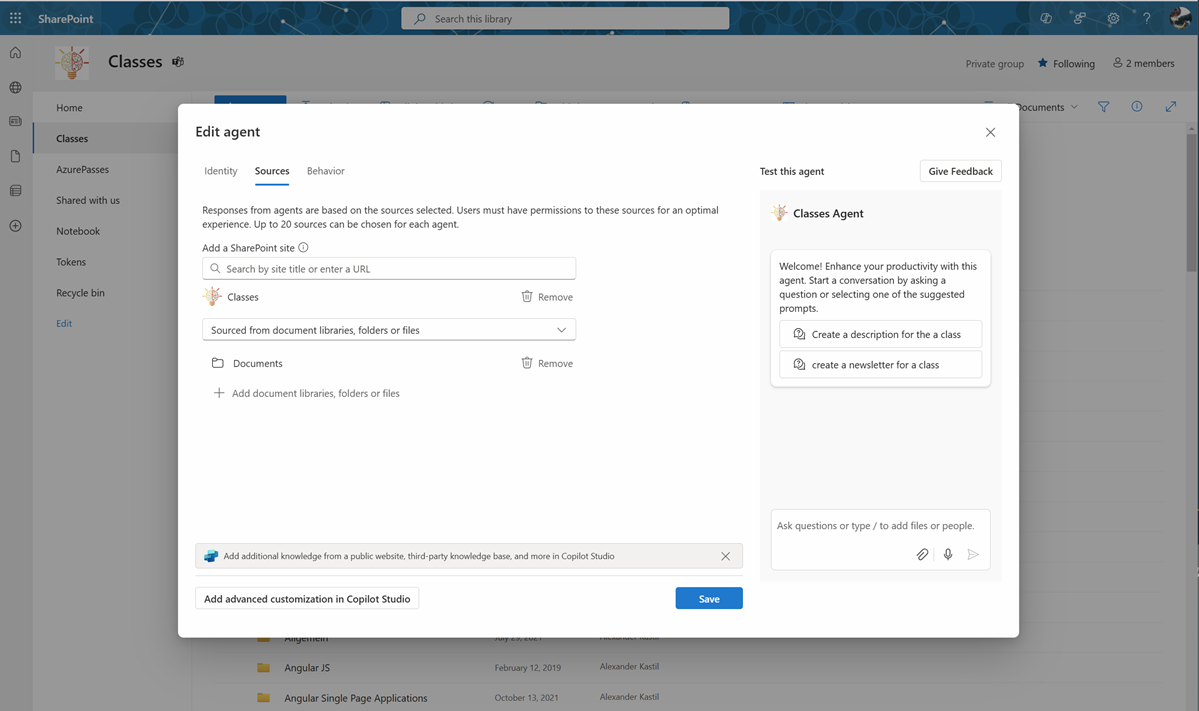 SharePoint
Search this library
?
Classes
Private group
Following
2 members
Home
Classes
AzurePasses
Shared with us
Notebook
Tokens
Recycle bin
Edit
Documents
Edit agent
Identity
Sources
Behavior
Responses from agents are based on the sources selected. Users must have permissions to these sources for an optimal
experience. Up to 20 sources can be chosen for each agent.
Add a SharePoint site
Search by site title or enter a URL
Classes
Remove
Sourced from document libraries, folders or files
Documents
Remove
Add document libraries, folders or files
Add additional knowledge from a public website, third-party knowledge base, and more in Copilot Studio
Add advanced customization in Copilot Studio
Save
Test this agent
Give Feedback
Classes Agent
Welcome! Enhance your productivity with this
agent. Start a conversation by asking a
question or selecting one of the suggested
prompts.
Create a description for the a class
create a newsletter for a class
Ask questions or type / to add files or people.
Allgemein
July 25, 2021
Alexander Kastil
Angular JS
February 12, 2019
Alexander Kastil
Angular Single Page Applications
October 13, 2021
Alexander Kastil